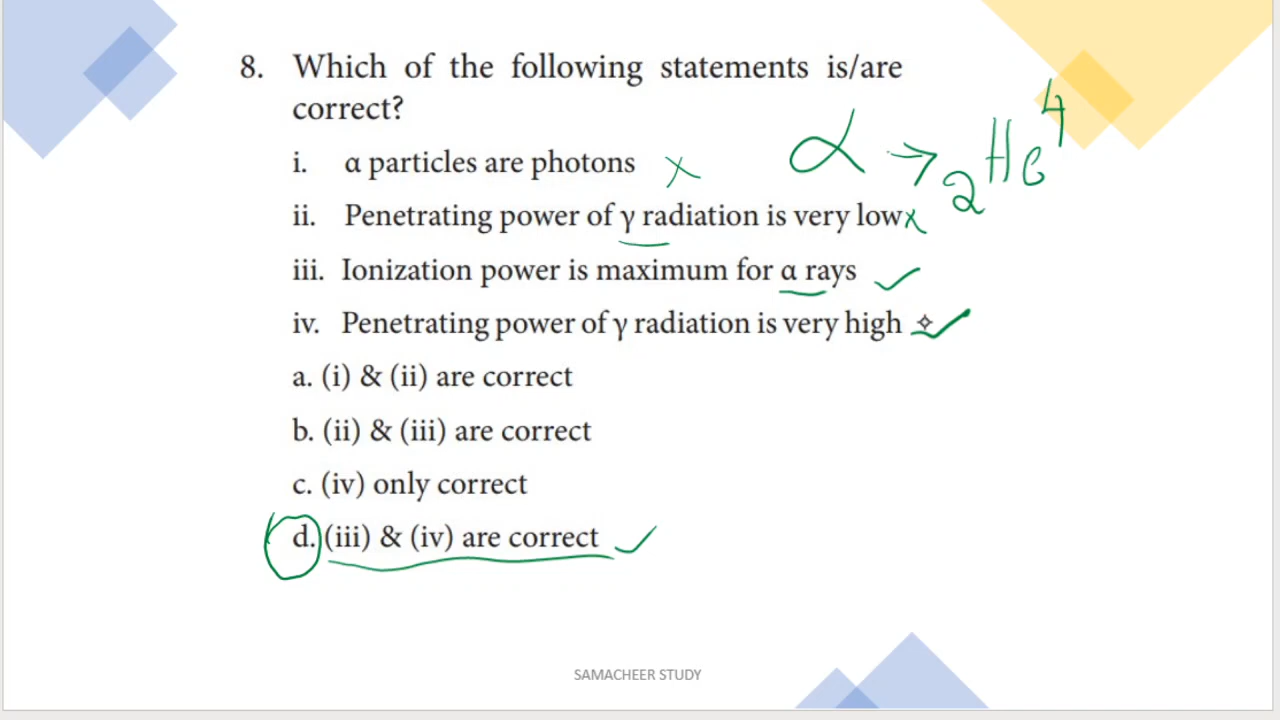 8. Which of the following statements is/are
correct?
i. α particles are photons ×
α → ₂He⁴
ii. Penetrating power of γ radiation is very low ×
iii. Ionization power is maximum for α rays ✓
iv. Penetrating power of γ radiation is very high ✓
a. (i) & (ii) are correct
b. (ii) & (iii) are correct
c. (iv) only correct
d. (iii) & (iv) are correct ✓
SAMACHEER STUDY